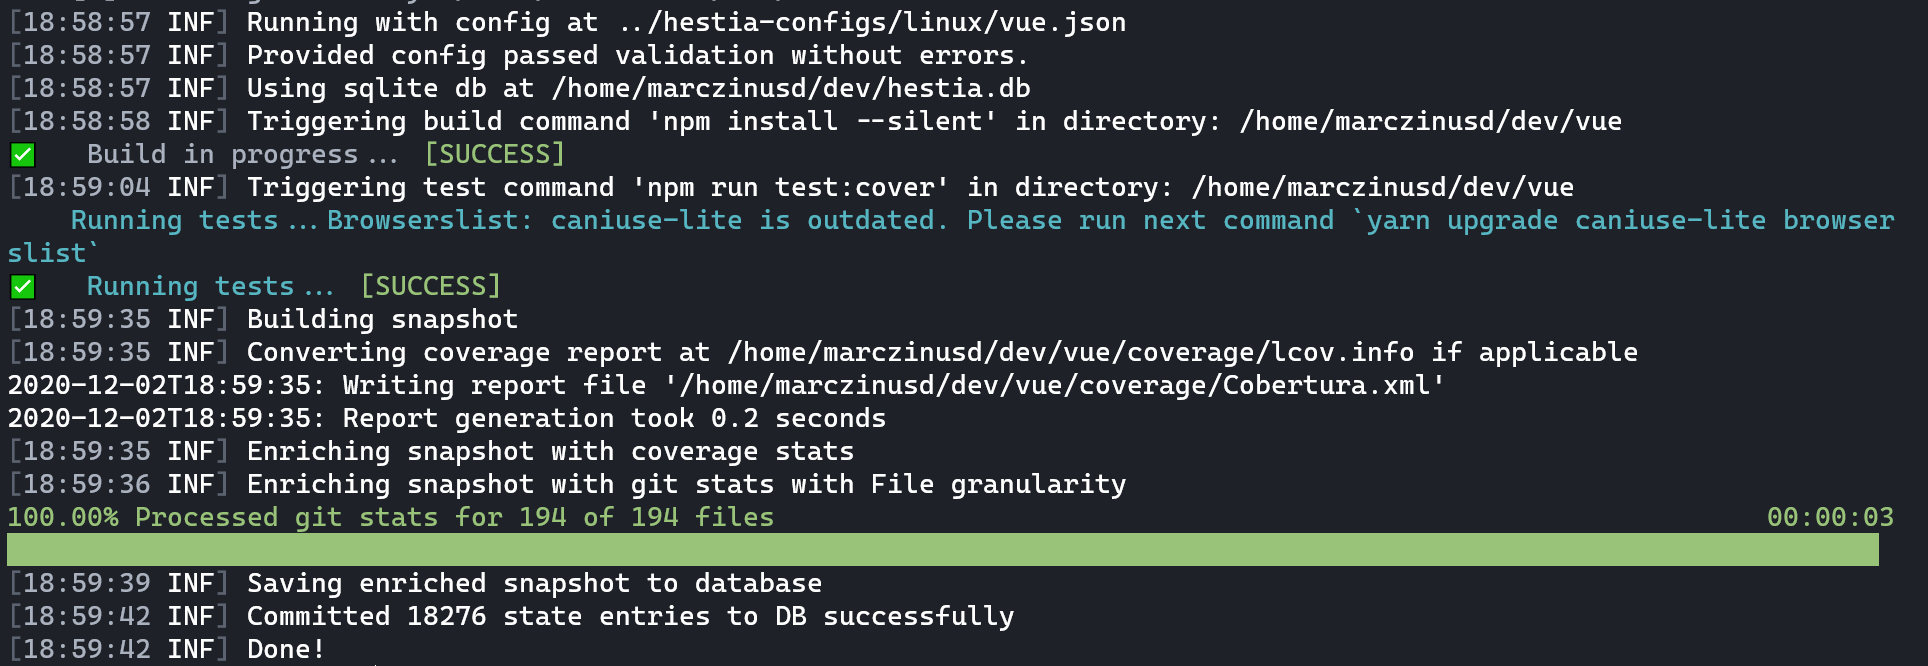 [18:58:57 INF] Running with config at ../hestia-configs/linux/vue.json
[18:58:57 INF] Provided config passed validation without errors.
[18:58:57 INF] Using sqlite db at /home/marczinusd/dev/hestia.db
[18:58:58 INF] Triggering build command 'npm install --silent' in directory: /home/marczinusd/dev/vue
✅ Build in progress... [SUCCESS]
[18:59:04 INF] Triggering test command 'npm run test:cover' in directory: /home/marczinusd/dev/vue
Running tests...Browserslist: caniuse-lite is outdated. Please run next command `yarn upgrade caniuse-lite browser
slist`
✅ Running tests... [SUCCESS]
[18:59:35 INF] Building snapshot
[18:59:35 INF] Converting coverage report at /home/marczinusd/dev/vue/coverage/lcov.info if applicable
2020-12-02T18:59:35: Writing report file '/home/marczinusd/dev/vue/coverage/Cobertura.xml'
2020-12-02T18:59:35: Report generation took 0.2 seconds
[18:59:35 INF] Enriching snapshot with coverage stats
[18:59:36 INF] Enriching snapshot with git stats with File granularity
100.00% Processed git stats for 194 of 194 files 00:00:03
[18:59:39 INF] Saving enriched snapshot to database
[18:59:42 INF] Committed 18276 state entries to DB successfully
[18:59:42 INF] Done!